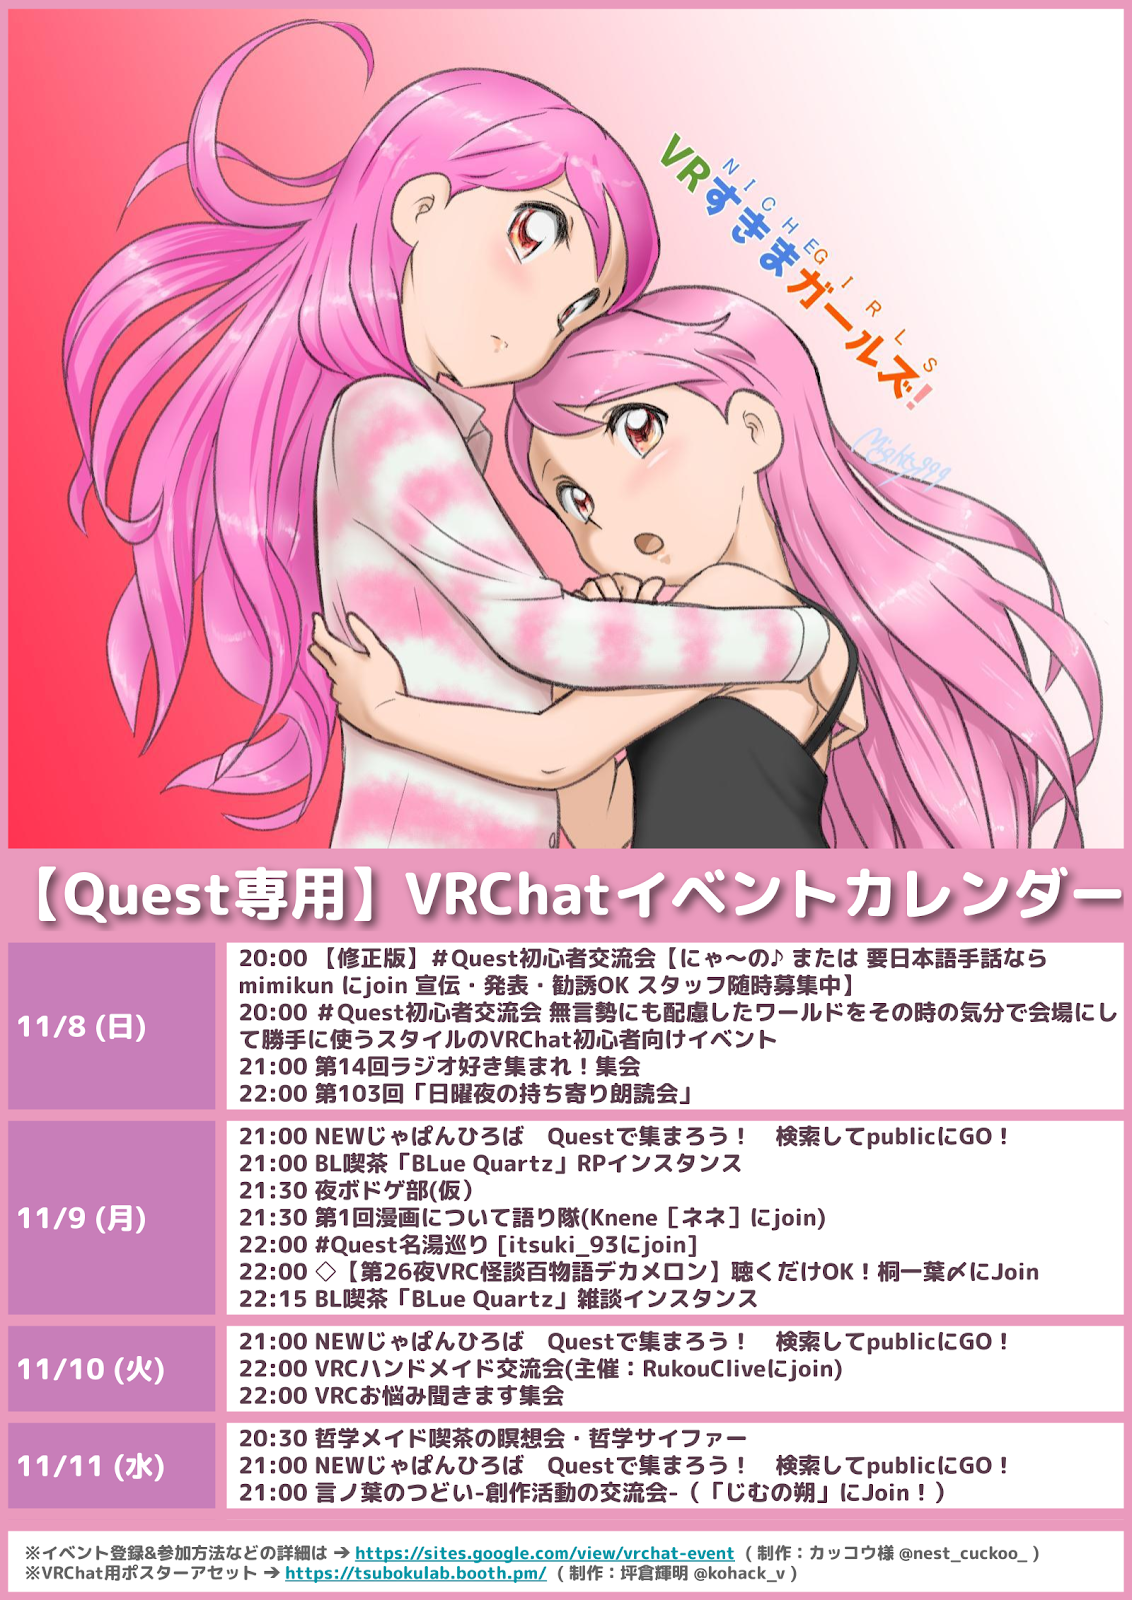 NICHE GIRLS
VRすきまガールズ!
Mighty999
【Quest専用】VRChatイベントカレンダー
11/8 (日)
20:00 【修正版】＃Quest初心者交流会【にゃ～の♪ または 要日本語手話なら
mimikun にjoin 宣伝・発表・勧誘OK スタッフ随時募集中】
20:00 ＃Quest初心者交流会 無言勢にも配慮したワールドをその時の気分で会場にし
て勝手に使うスタイルのVRChat初心者向けイベント
21:00 第14回ラジオ好き集まれ！集会
22:00 第103回「日曜夜の持ち寄り朗読会」
11/9 (月)
21:00 NEWじゃぱんひろば　Questで集まろう！　検索してpublicにGO！
21:00 BL喫茶「BLue Quartz」RPインスタンス
21:30 夜ボドゲ部(仮）
21:30 第1回漫画について語り隊(Knene［ネネ］にjoin)
22:00 #Quest名湯巡り [itsuki_93にjoin]
22:00 ◇【第26夜VRC怪談百物語デカメロン】聴くだけOK！桐一葉〆にJoin
22:15 BL喫茶「BLue Quartz」雑談インスタンス
11/10 (火)
21:00 NEWじゃぱんひろば　Questで集まろう！　検索してpublicにGO！
22:00 VRCハンドメイド交流会(主催：RukouCliveにjoin)
22:00 VRCお悩み聞きます集会
11/11 (水)
20:30 哲学メイド喫茶の瞑想会・哲学サイファー
21:00 NEWじゃぱんひろば　Questで集まろう！　検索してpublicにGO！
21:00 言ノ葉のつどい-創作活動の交流会-（「じむの朔」にJoin！）
※イベント登録&参加方法などの詳細は ➔ https://sites.google.com/view/vrchat-event （ 制作：カッコウ様 @nest_cuckoo_ ）
※VRChat用ポスターアセット ➔ https://tsubokulab.booth.pm/ （ 制作：坪倉輝明 @kohack_v ）